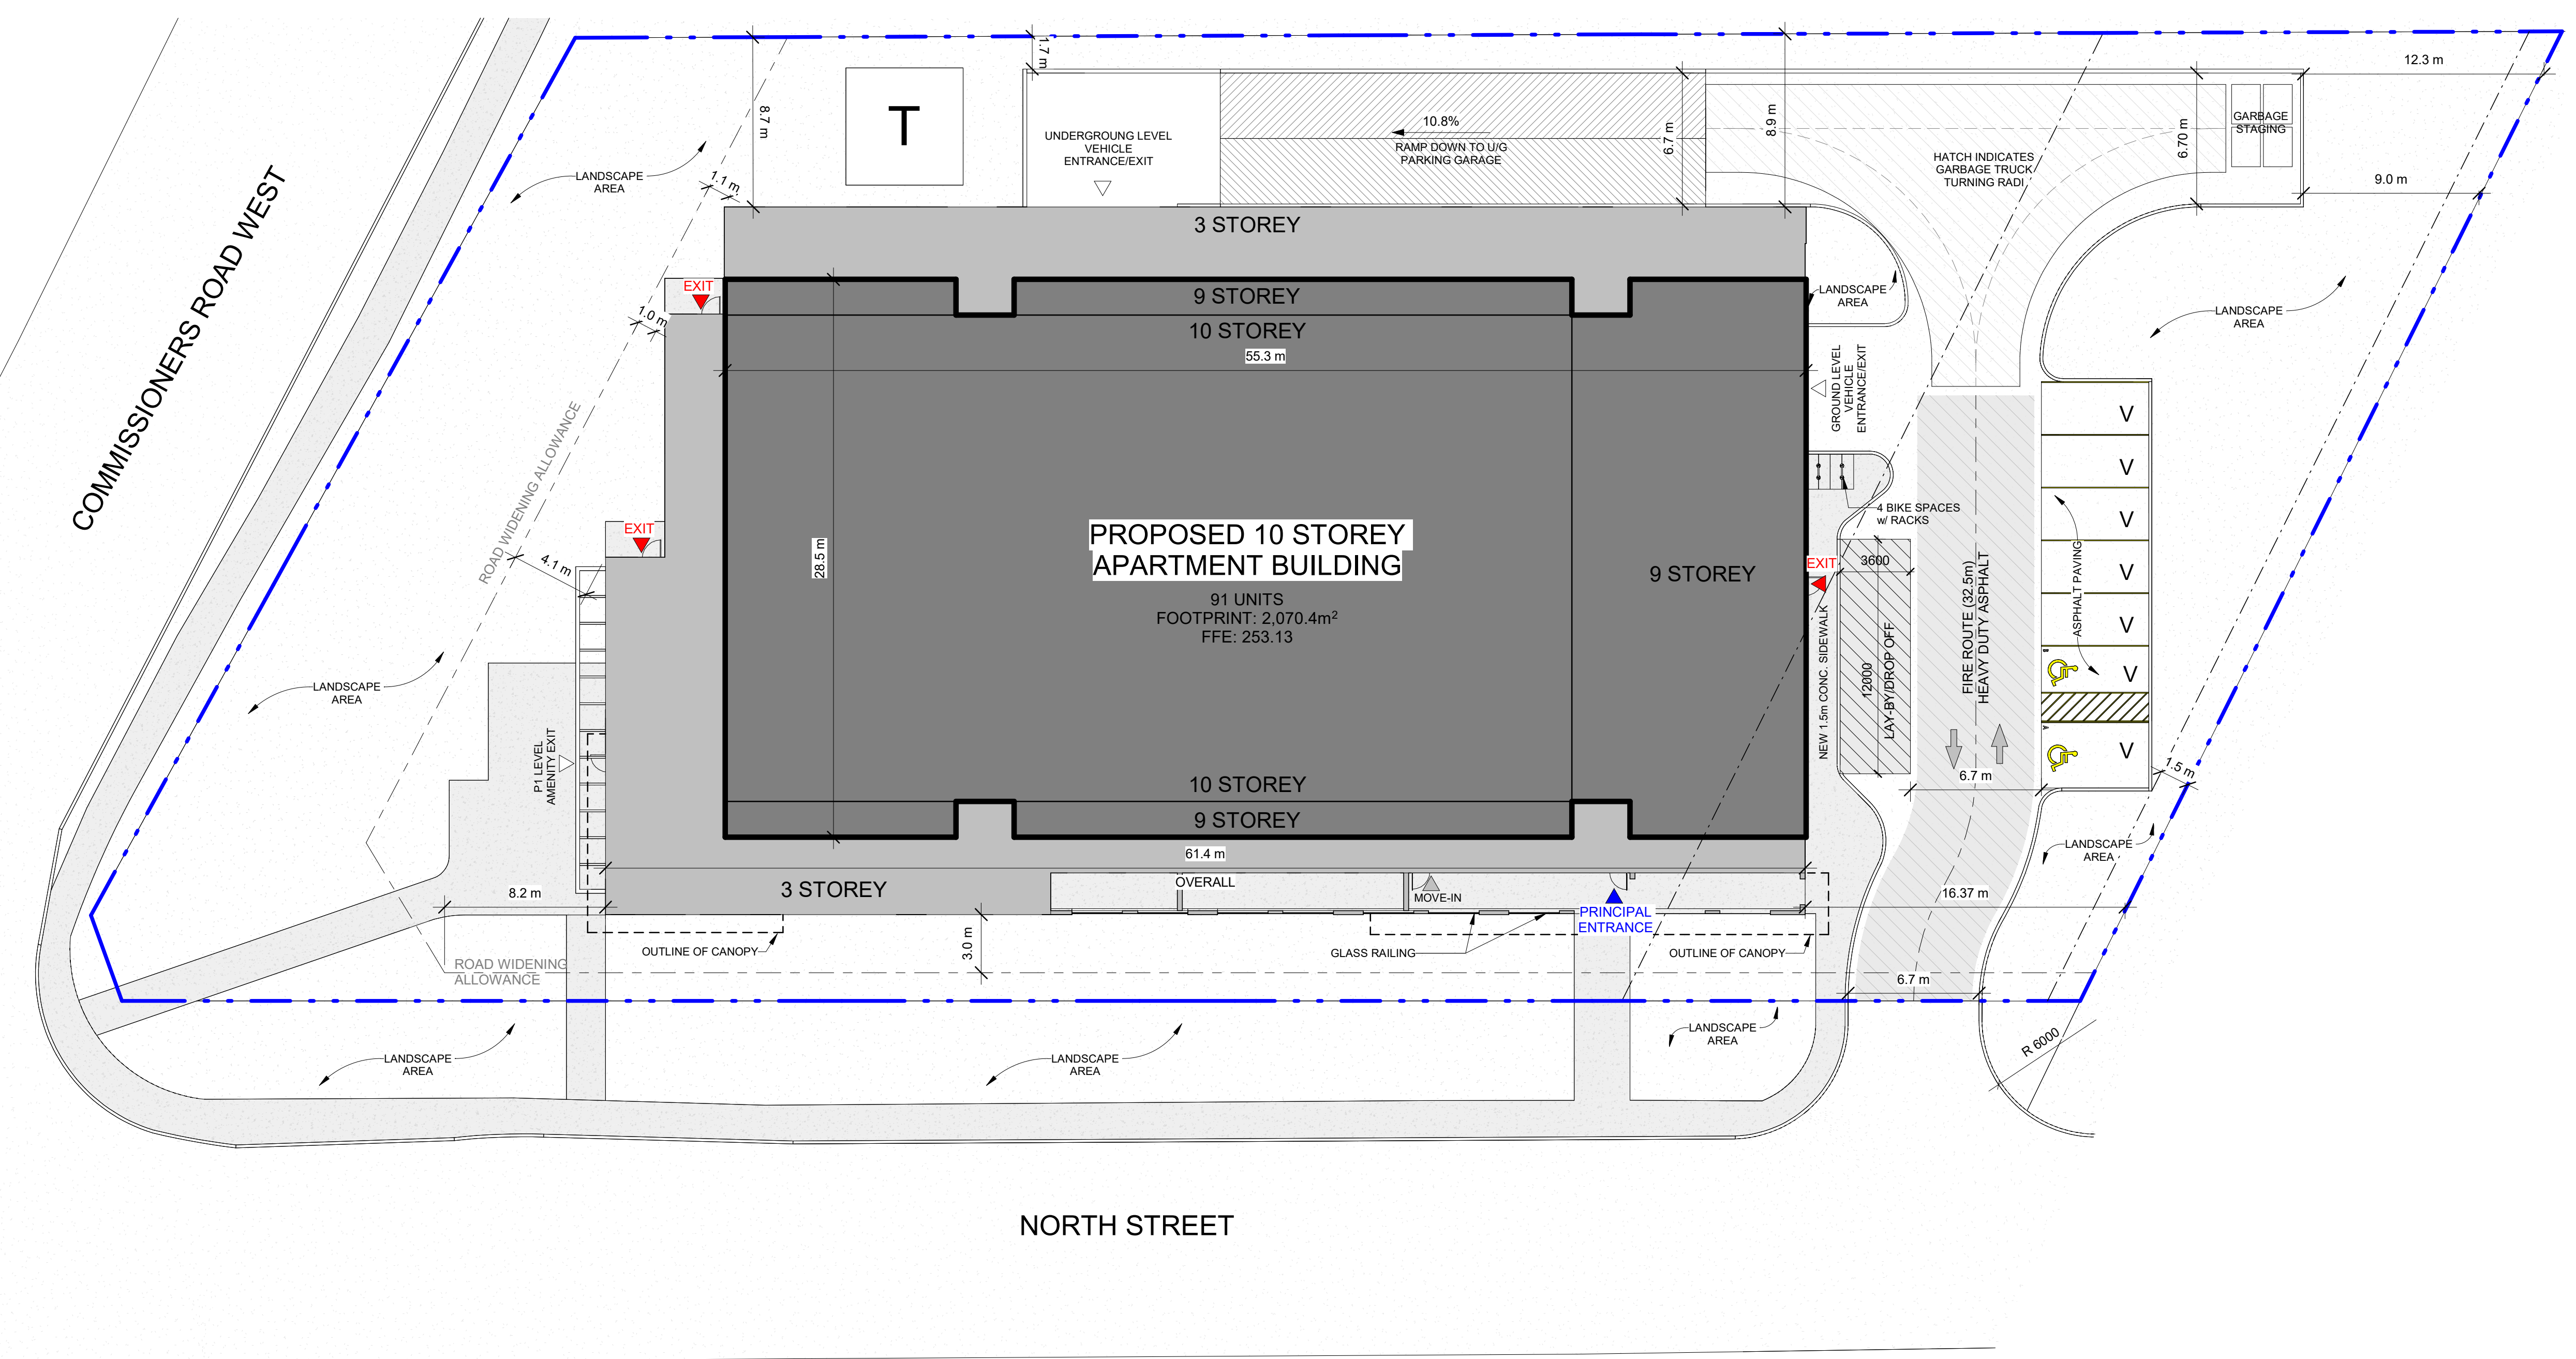 12.3 m
1.7 m
8.7 m
T
UNDERGROUNG LEVEL
VEHICLE
ENTRANCE/EXIT
10.8%
RAMP DOWN TO U/G
PARKING GARAGE
6.7 m
8.9 m
HATCH INDICATES
GARBAGE TRUCK
TURNING RADI
6.70 m
GARBAGE
STAGING
9.0 m
LANDSCAPE
AREA
1.1 m
COMMISSIONERS ROAD WEST
3 STOREY
EXIT
9 STOREY
1.0 m
10 STOREY
55.3 m
LANDSCAPE
AREA
LANDSCAPE
AREA
GROUND LEVEL
VEHICLE
ENTRANCE/EXIT
V
V
V
V
V
V
V
B
A
ROAD WIDENING ALLOWANCE
EXIT
4.1 m
28.5 m
PROPOSED 10 STOREY
APARTMENT BUILDING
91 UNITS
FOOTPRINT: 2,070.4m²
FFE: 253.13
9 STOREY
4 BIKE SPACES
w/ RACKS
EXIT
3600
12000
LAY-BY/DROP OFF
NEW 1.5m CONC. SIDEWALK
FIRE ROUTE (32.5m)
HEAVY DUTY ASPHALT
ASPHALT PAVING
LANDSCAPE
AREA
P1 LEVEL
AMENITY EXIT
10 STOREY
9 STOREY
6.7 m
1.5 m
61.4 m
LANDSCAPE
AREA
3 STOREY
OVERALL
MOVE-IN
8.2 m
16.37 m
PRINCIPAL
ENTRANCE
3.0 m
OUTLINE OF CANOPY
GLASS RAILING
OUTLINE OF CANOPY
ROAD WIDENING
ALLOWANCE
6.7 m
LANDSCAPE
AREA
LANDSCAPE
AREA
LANDSCAPE
AREA
R 6000
NORTH STREET